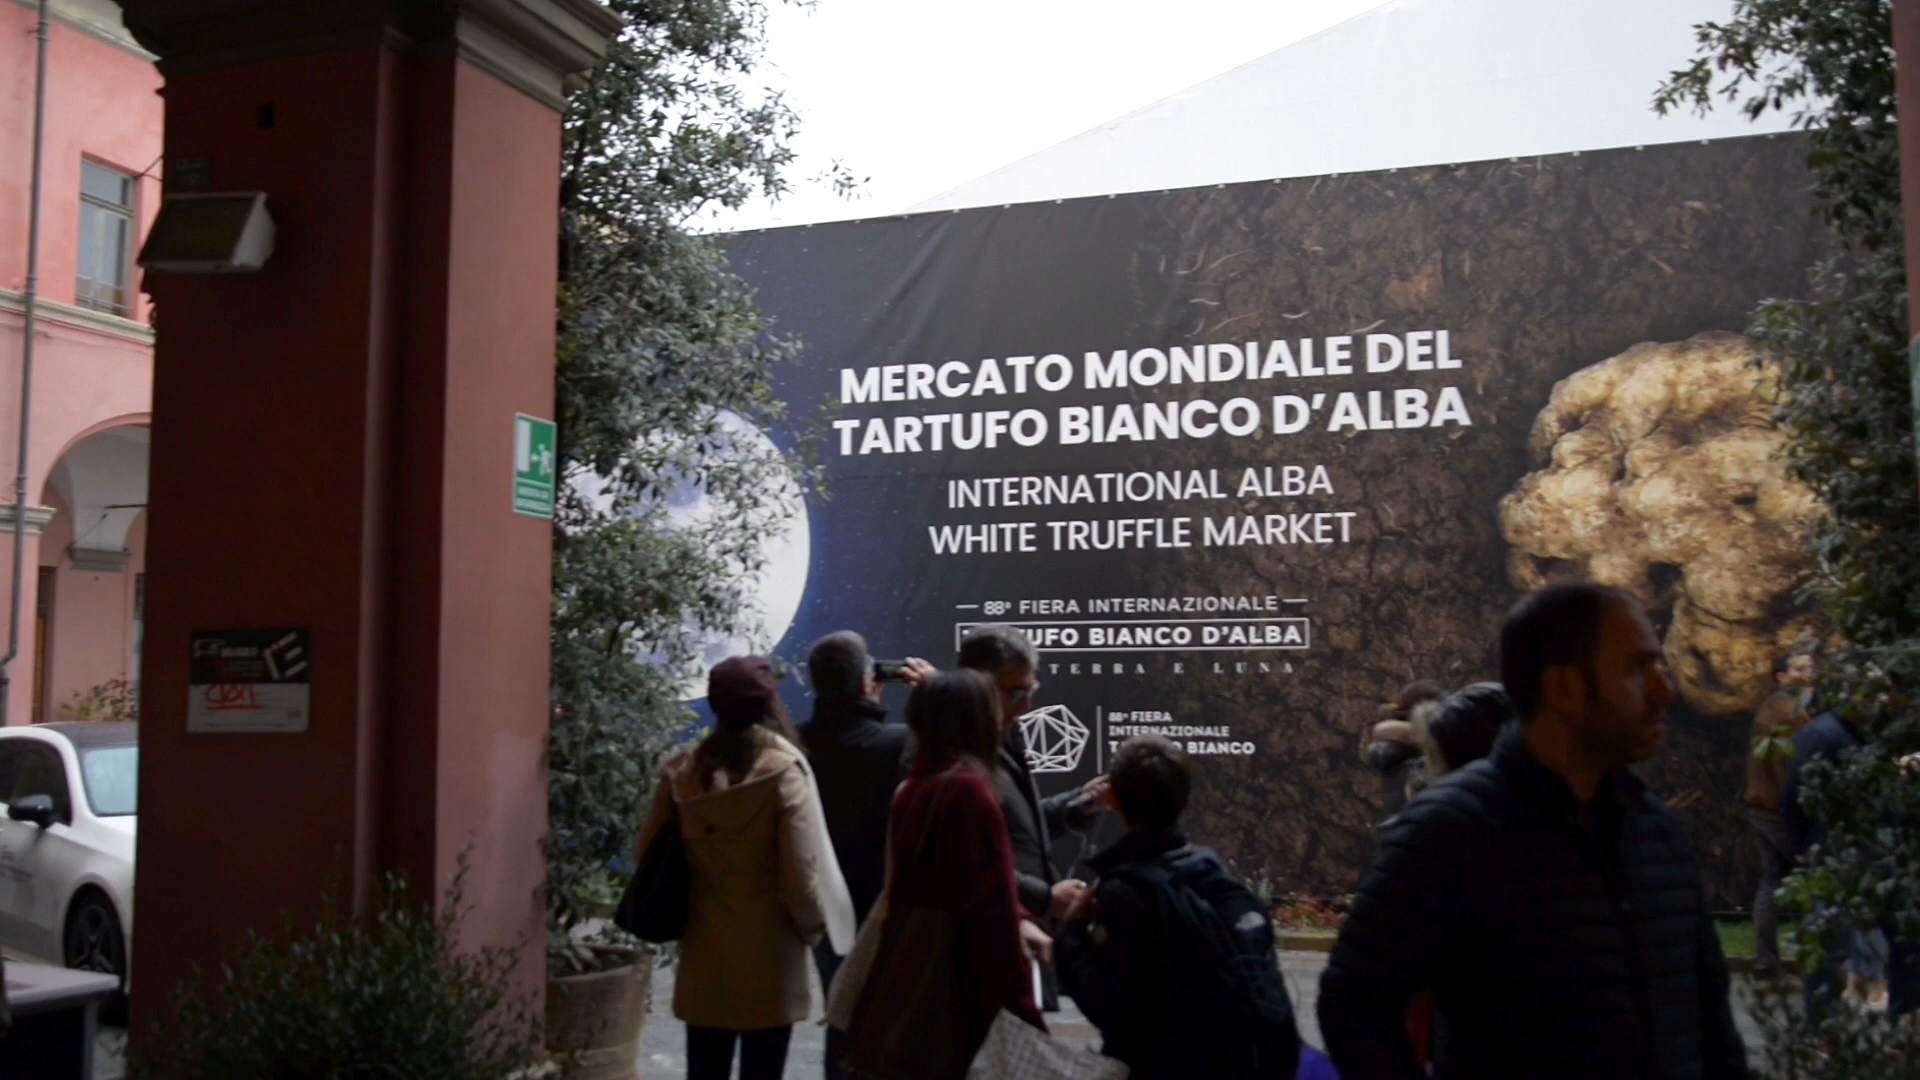 MERCATO MONDIALE DEL
TARTUFO BIANCO D'ALBA
INTERNATIONAL ALBA
WHITE TRUFFLE MARKET
88ª FIERA INTERNAZIONALE
TARTUFO BIANCO D'ALBA
TERRA E LUNA
88ª FIERA
INTERNAZIONALE
BIANCO